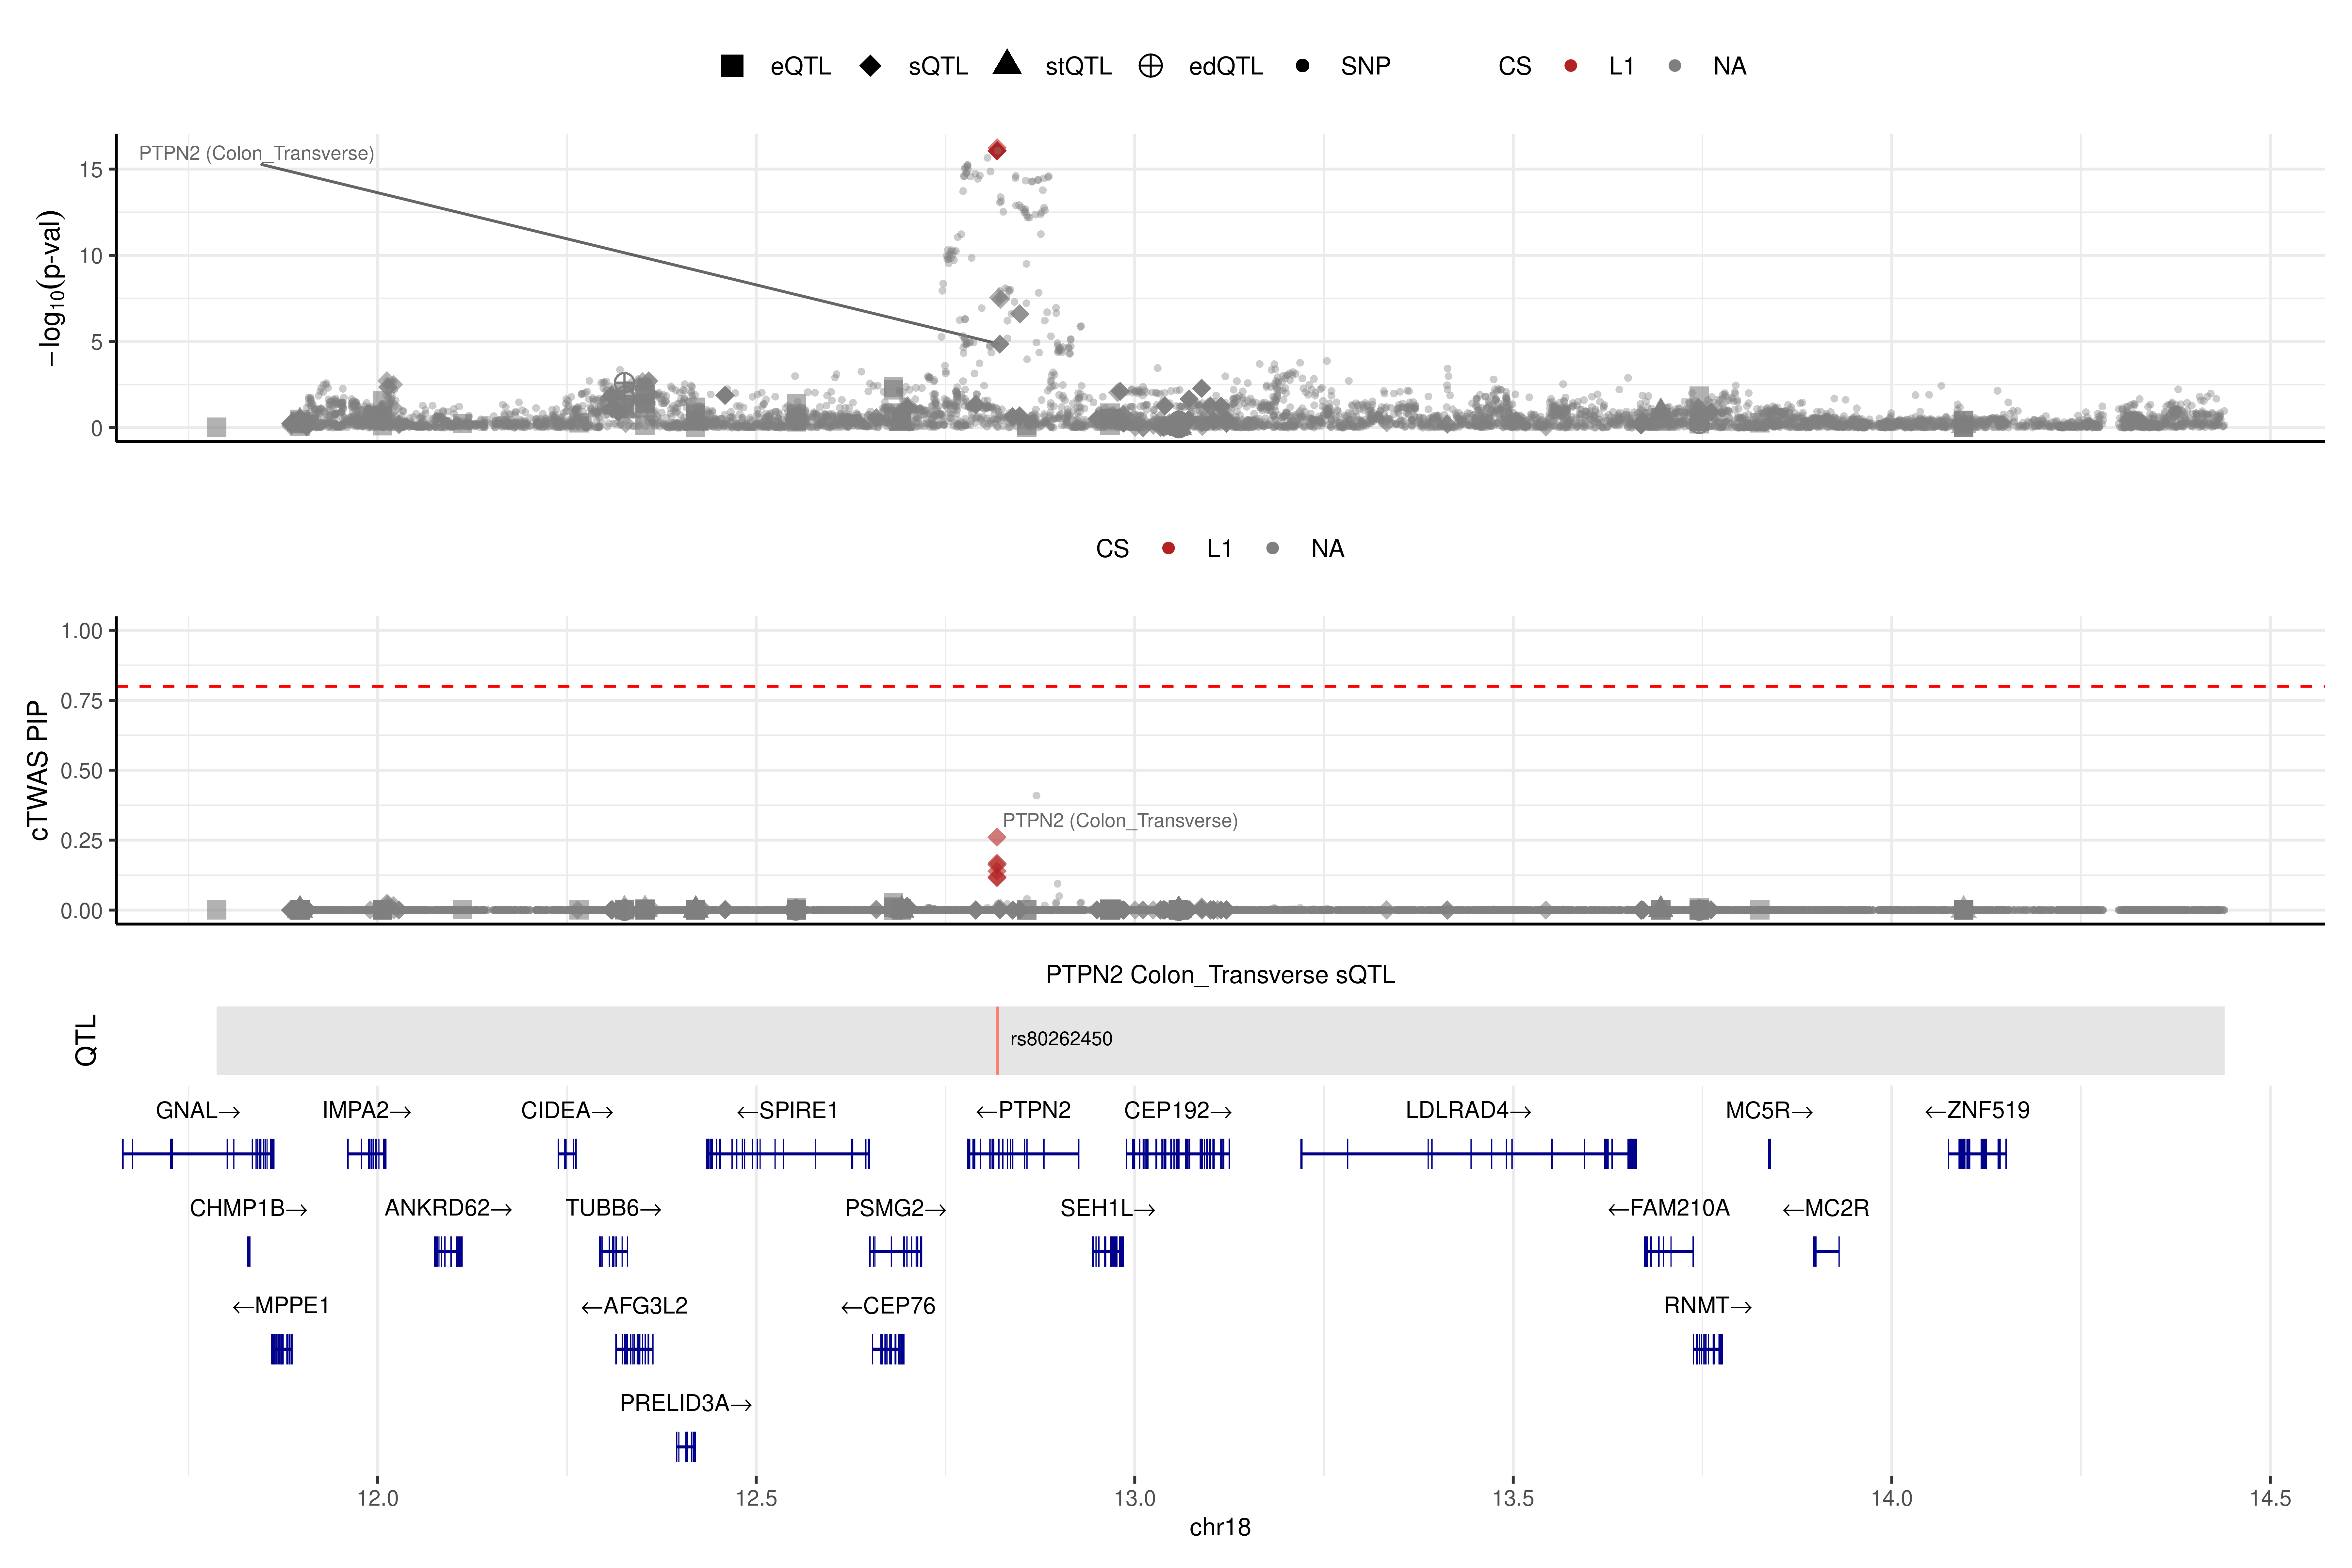 eQTL sQTL stQTL edQTL SNP CS L1 NA
PTPN2 (Colon_Transverse)
15
10
5
0
−log10(p-val)
CS L1 NA
1.00
0.75
0.50
0.25
0.00
cTWAS PIP
PTPN2 (Colon_Transverse)
PTPN2 Colon_Transverse sQTL
QTL
rs80262450
GNAL→ IMPA2→ CIDEA→ ←SPIRE1 ←PTPN2 CEP192→ LDLRAD4→ MC5R→ ←ZNF519
CHMP1B→ ANKRD62→ TUBB6→ PSMG2→ SEH1L→ ←FAM210A ←MC2R
←MPPE1 ←AFG3L2 ←CEP76 RNMT→
PRELID3A→
12.0 12.5 13.0 13.5 14.0 14.5
chr18